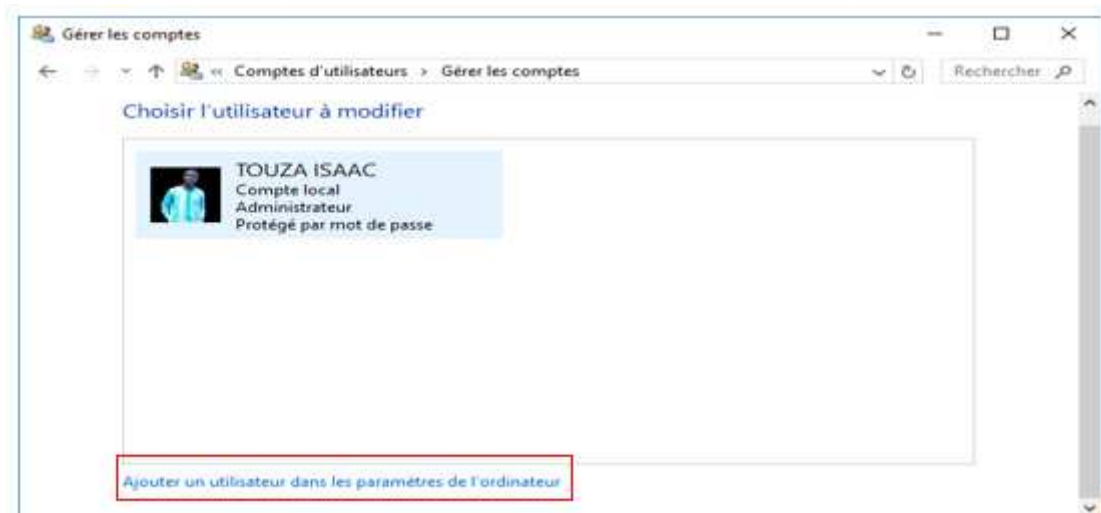 Gérer les comptes
« Comptes d'utilisateurs > Gérer les comptes
Rechercher
Choisir l'utilisateur à modifier
TOUZA ISAAC
Compte local
Administrateur
Protégé par mot de passe
Ajouter un utilisateur dans les paramètres de l'ordinateur